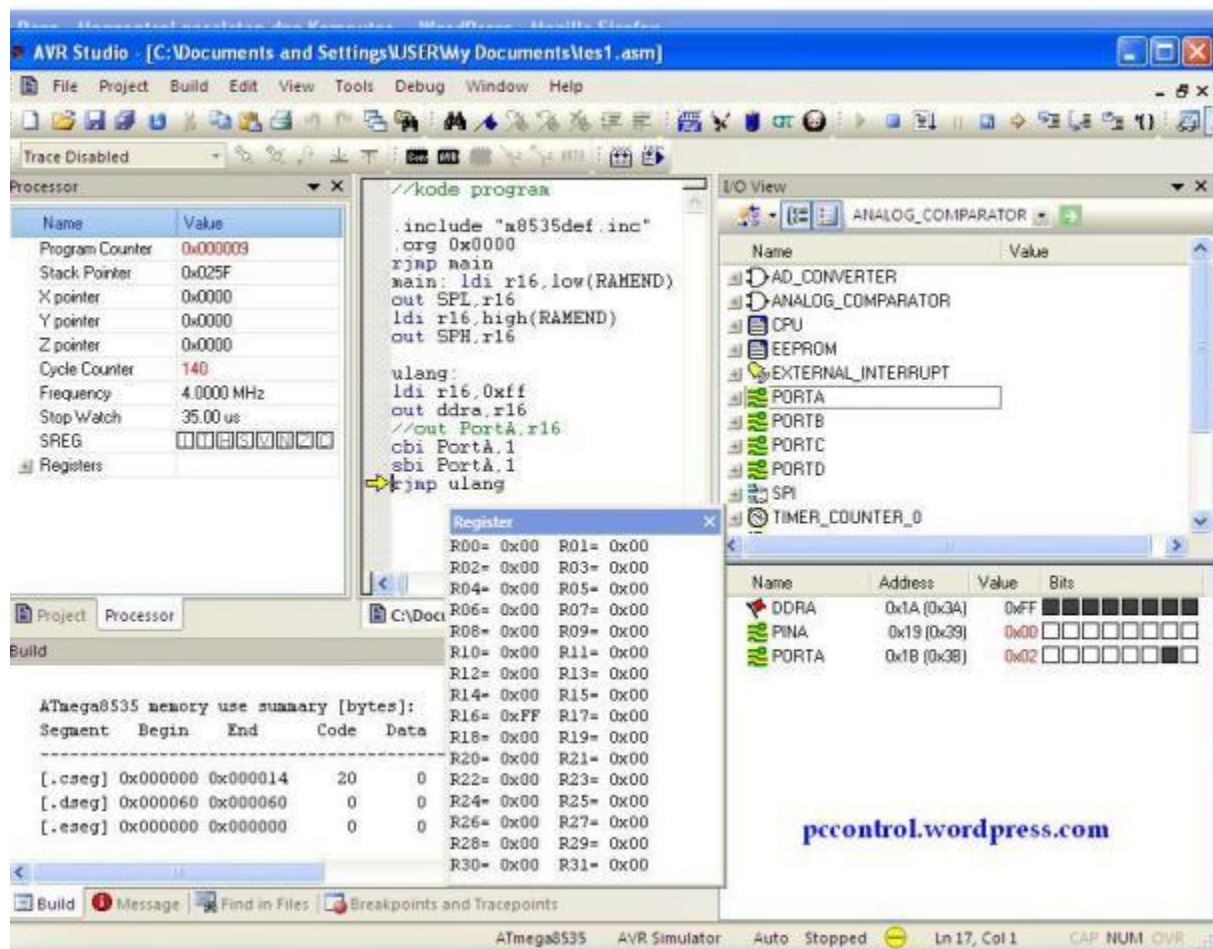 AVR Studio - [C:\Documents and Settings\USER\My Documents\tes1.asm]
File Project Build Edit View Tools Debug Window Help
Trace Disabled
Processor
Name Value
Program Counter 0x000009
Stack Pointer 0x025F
X pointer 0x0000
Y pointer 0x0000
Z pointer 0x0000
Cycle Counter 140
Frequency 4.0000 MHz
Stop Watch 35.00 us
SREG I T H S V N Z C
Registers
Project Processor
//kode program
.include "m8535def.inc"
.org 0x0000
rjmp main
main: ldi r16,low(RAMEND)
out SPL,r16
ldi r16,high(RAMEND)
out SPH,r16
ulang:
ldi r16,0xff
out ddra,r16
//out PortA,r16
cbi PortA,1
sbi PortA,1
rjmp ulang
C:\Docu
I/O View
ANALOG_COMPARATOR
Name Value
AD_CONVERTER
ANALOG_COMPARATOR
CPU
EEPROM
EXTERNAL_INTERRUPT
PORTA
PORTB
PORTC
PORTD
SPI
TIMER_COUNTER_0
Name Address Value Bits
DDRA 0x1A (0x3A) 0xFF
PINA 0x19 (0x39) 0x00
PORTA 0x1B (0x3B) 0x02
Register
R00= 0x00 R01= 0x00
R02= 0x00 R03= 0x00
R04= 0x00 R05= 0x00
R06= 0x00 R07= 0x00
R08= 0x00 R09= 0x00
R10= 0x00 R11= 0x00
R12= 0x00 R13= 0x00
R14= 0x00 R15= 0x00
R16= 0xFF R17= 0x00
R18= 0x00 R19= 0x00
R20= 0x00 R21= 0x00
R22= 0x00 R23= 0x00
R24= 0x00 R25= 0x00
R26= 0x00 R27= 0x00
R28= 0x00 R29= 0x00
R30= 0x00 R31= 0x00
Build
ATmega8535 memory use summary [bytes]:
Segment Begin End Code Data
[.cseg] 0x000000 0x000014 20 0
[.dseg] 0x000060 0x000060 0 0
[.eseg] 0x000000 0x000000 0 0
pccontrol.wordpress.com
Build Message Find in Files Breakpoints and Tracepoints
ATmega8535 AVR Simulator Auto Stopped Ln 17, Col 1 CAP NUM OVR